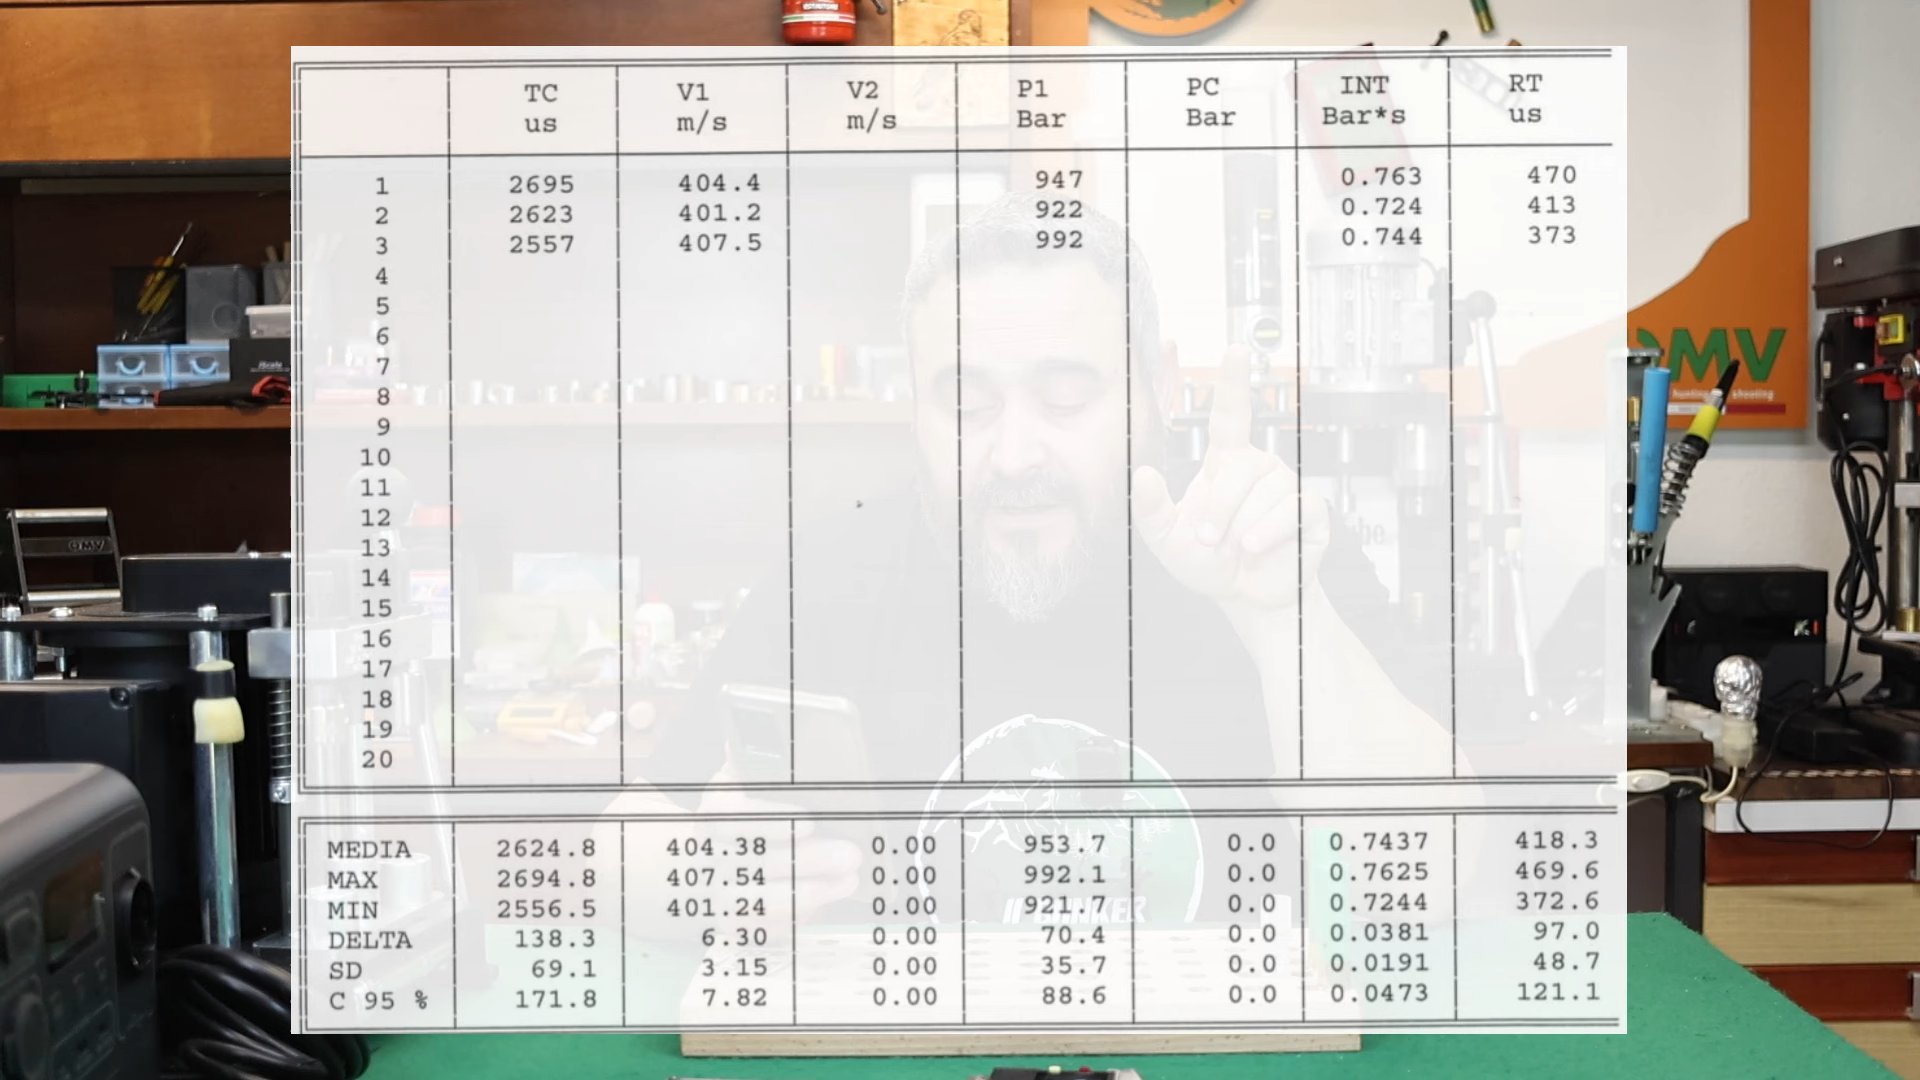 TC V1 V2 P1 PC INT RT
us m/s m/s Bar Bar Bar*s us
1 2695 404.4 947 0.763 470
2 2623 401.2 922 0.724 413
3 2557 407.5 992 0.744 373
4
5
6
7
8
9
10
11
12
13
14
15
16
17
18
19
20
MEDIA 2624.8 404.38 0.00 953.7 0.0 0.7437 418.3
MAX 2694.8 407.54 0.00 992.1 0.0 0.7625 469.6
MIN 2556.5 401.24 0.00 921.7 0.0 0.7244 372.6
DELTA 138.3 6.30 0.00 70.4 0.0 0.0381 97.0
SD 69.1 3.15 0.00 35.7 0.0 0.0191 48.7
C 95 % 171.8 7.82 0.00 88.6 0.0 0.0473 121.1
OMV
hunting shooting
OMV